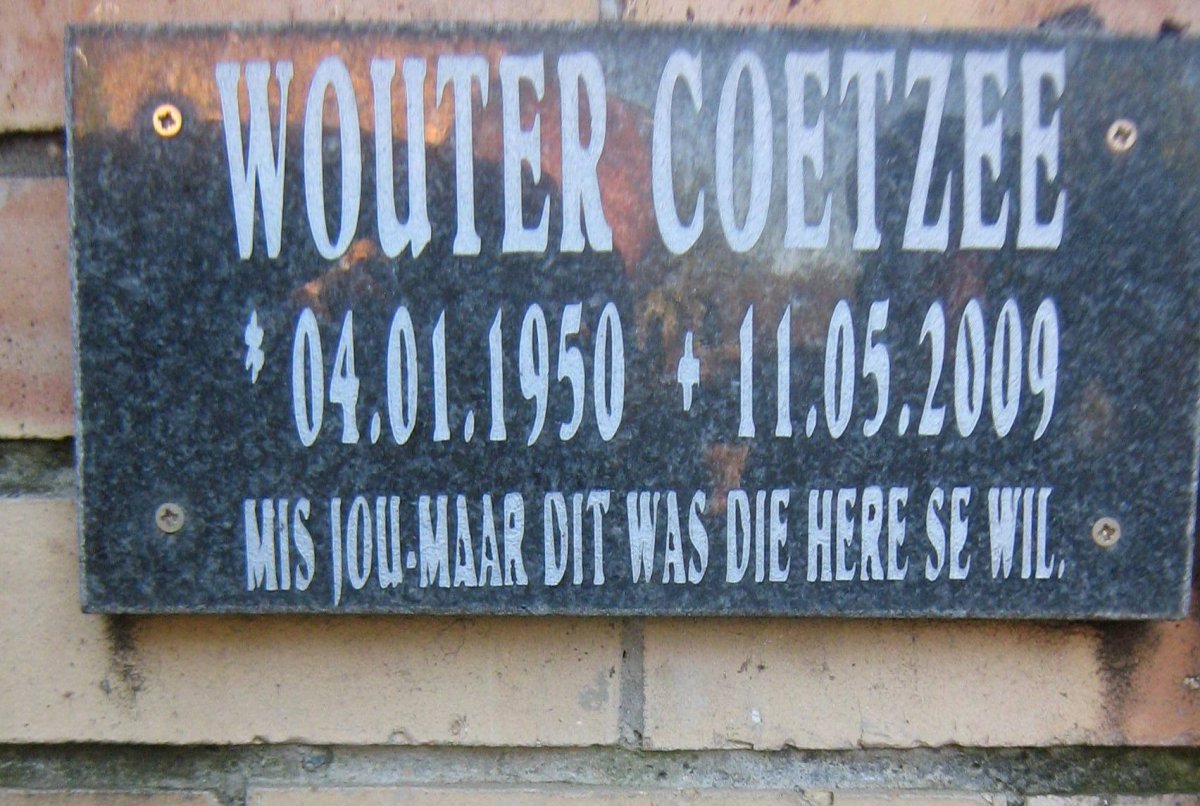 WOUTER COETZEE
* 04.01.1950 + 11.05.2009
MIS JOU-MAAR DIT WAS DIE HERE SE WIL.